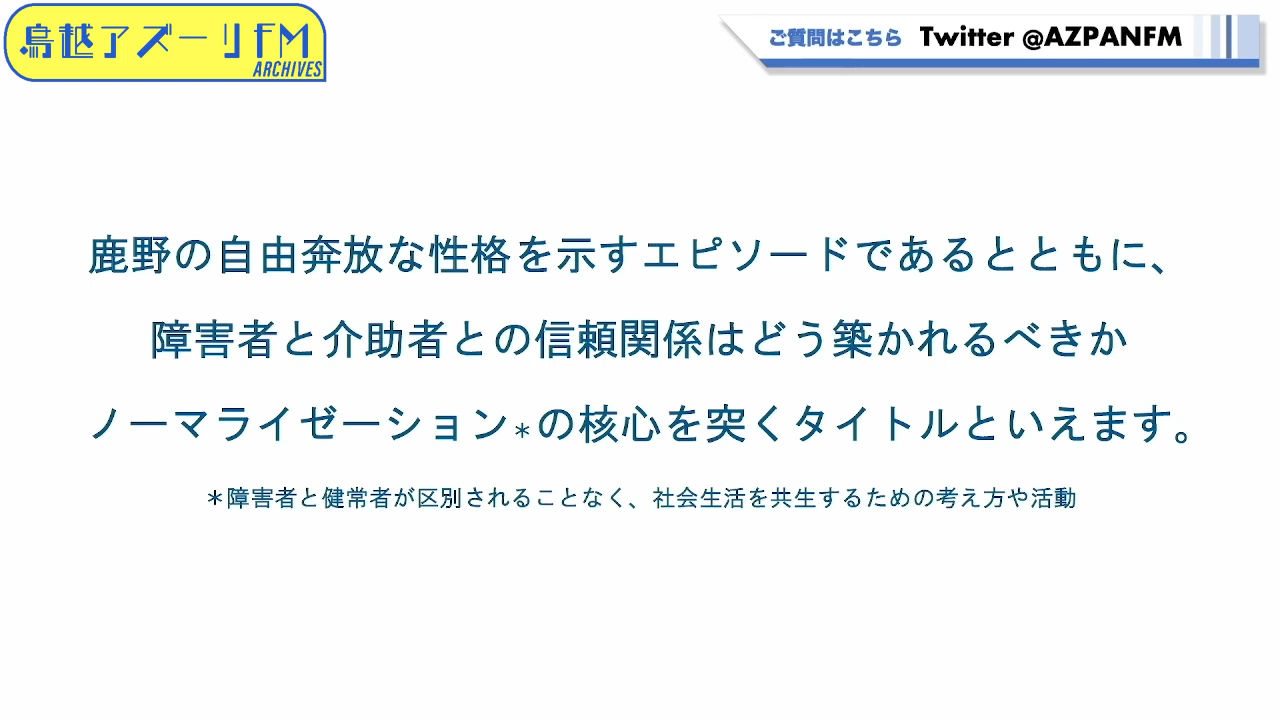 鳥越アズーリFM
ARCHIVES
ご質問はこちら Twitter @AZPANFM
鹿野の自由奔放な性格を示すエピソードであるとともに、
障害者と介助者との信頼関係はどう築かれるべきか
ノーマライゼーション＊の核心を突くタイトルといえます。
＊障害者と健常者が区別されることなく、社会生活を共生するための考え方や活動